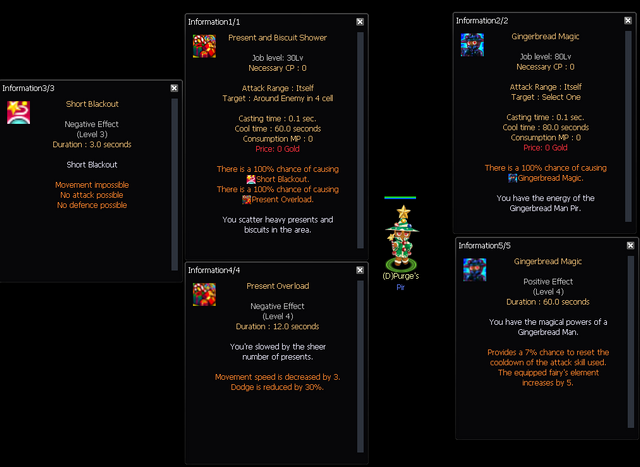 Information1/1
Present and Biscuit Shower
Job level: 30Lv
Necessary CP : 0
Attack Range : Itself
Target : Around Enemy in 4 cell
Casting time : 0.1 sec.
Cool time : 60.0 seconds
Consumption MP : 0
Price: 0 Gold
There is a 100% chance of causing
Short Blackout.
There is a 100% chance of causing
Present Overload.
You scatter heavy presents and
biscuits in the area.
Information2/2
Gingerbread Magic
Job level: 80Lv
Necessary CP : 0
Attack Range : Itself
Target : Select One
Casting time : 0.1 sec.
Cool time : 80.0 seconds
Consumption MP : 0
Price: 0 Gold
There is a 100% chance of causing
Gingerbread Magic.
You have the energy of the
Gingerbread Man Pir.
Information3/3
Short Blackout
Negative Effect
(Level 3)
Duration : 3.0 seconds
Short Blackout
Movement impossible
No attack possible
No defence possible
Information4/4
Present Overload
Negative Effect
(Level 4)
Duration : 12.0 seconds
You're slowed by the sheer
number of presents.
Movement speed is decreased by 3.
Dodge is reduced by 30%.
(D)Purge's
Pir
Information5/5
Gingerbread Magic
Positive Effect
(Level 4)
Duration : 60.0 seconds
You have the magical powers of a
Gingerbread Man.
Provides a 7% chance to reset the
cooldown of the attack skill used.
The equipped fairy's element
increases by 5.